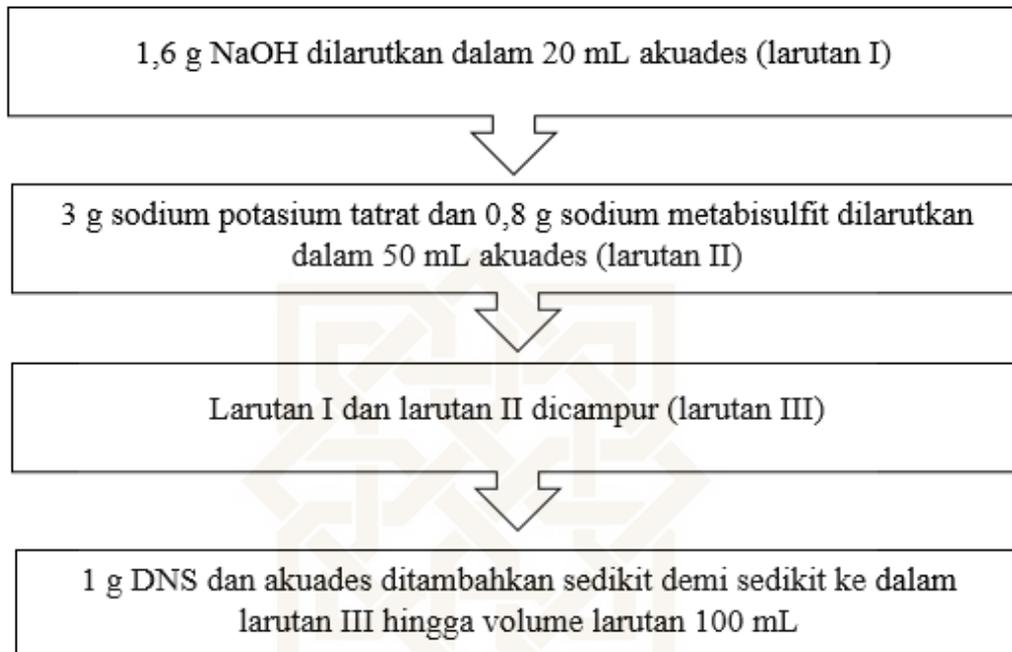 1,6 g NaOH dilarutkan dalam 20 mL akuades (larutan I)
3 g sodium potasium tatrat dan 0,8 g sodium metabisulfit dilarutkan
dalam 50 mL akuades (larutan II)
Larutan I dan larutan II dicampur (larutan III)
1 g DNS dan akuades ditambahkan sedikit demi sedikit ke dalam
larutan III hingga volume larutan 100 mL